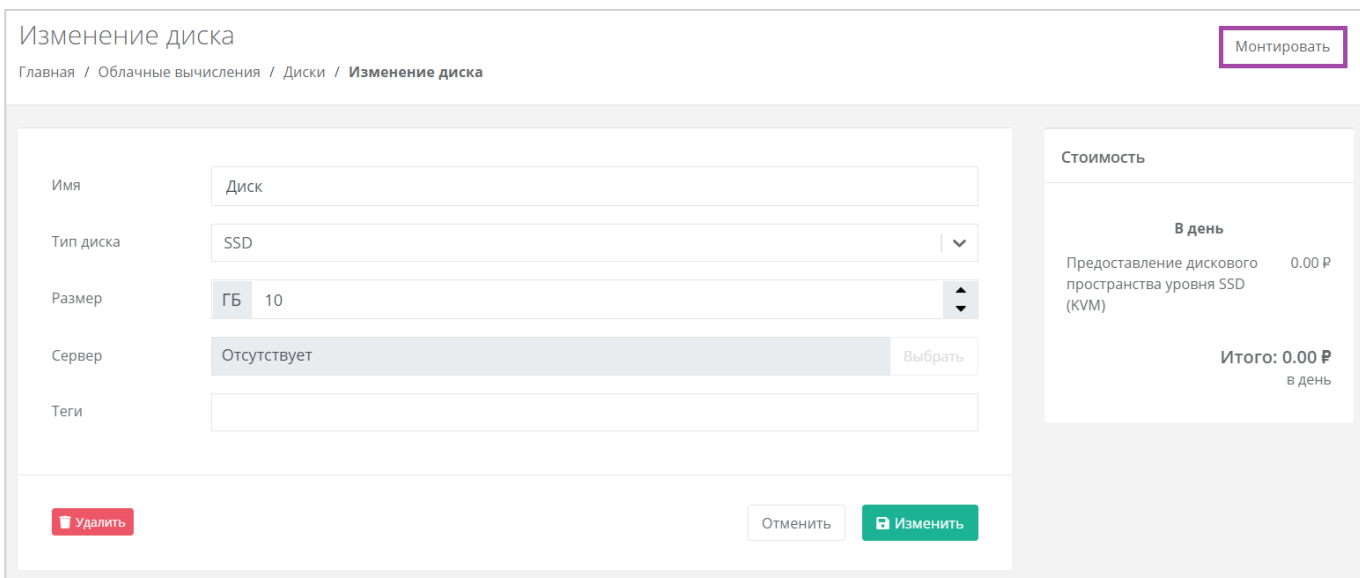 Изменение диска
Монтировать
Главная / Облачные вычисления / Диски / Изменение диска
Стоимость
Имя
Диск
Тип диска
SSD
Размер
ГБ 10
Сервер
Отсутствует
Выбрать
Теги
В день
Предоставление дискового 0.00 ₽
пространства уровня SSD
(KVM)
Итого: 0.00 ₽
в день
Удалить
Отменить
Изменить